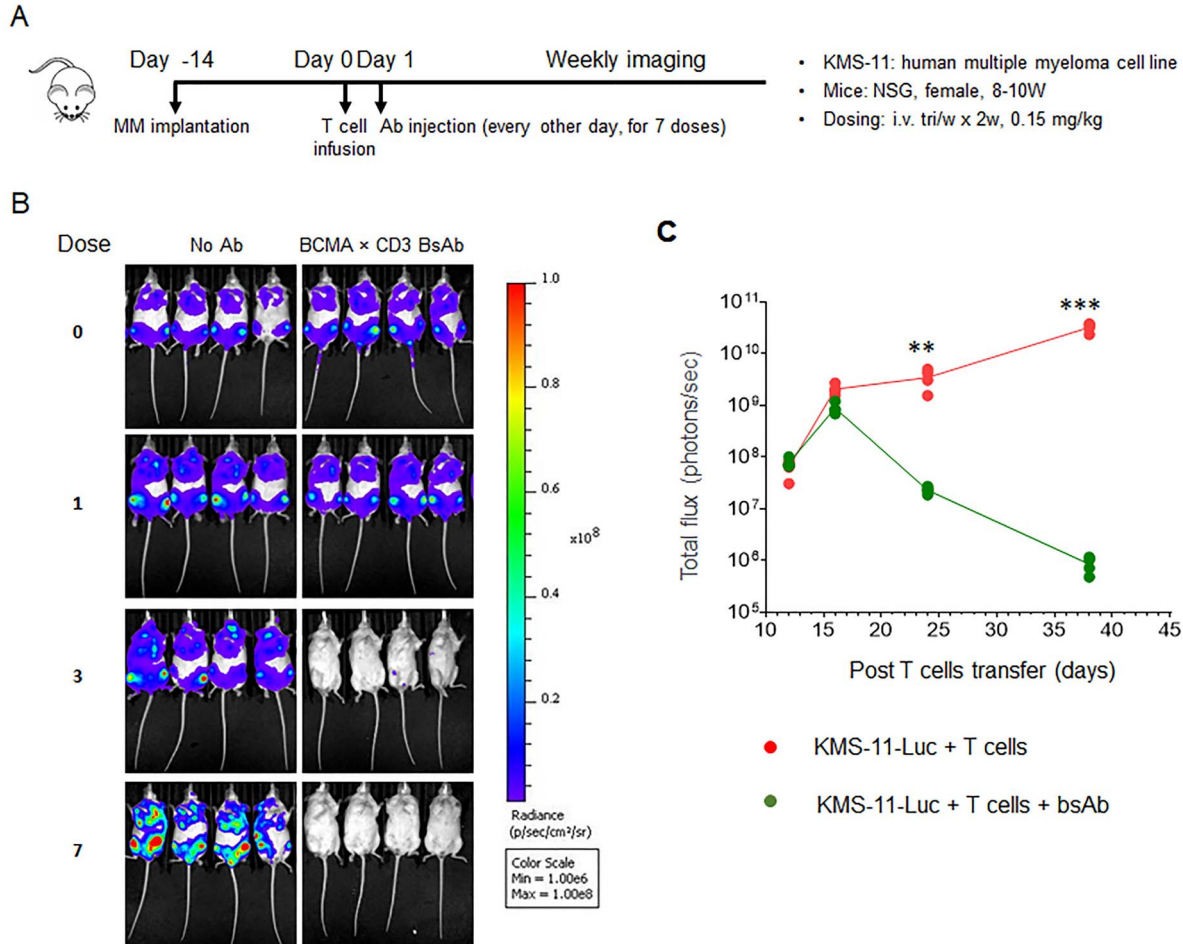 A
Day -14
Day 0 Day 1
Weekly imaging
MM implantation
T cell
infusion
Ab injection (every other day, for 7 doses)
• KMS-11: human multiple myeloma cell line
• Mice: NSG, female, 8-10W
• Dosing: i.v. tri/w x 2w, 0.15 mg/kg
B
Dose
No Ab
BCMA × CD3 BsAb
0
1
3
7
1.0
0.8
0.6
x10⁸
0.4
0.2
Radiance
(p/sec/cm²/sr)
Color Scale
Min = 1.00e6
Max = 1.00e8
C
Total flux (photons/sec)
10¹¹
10¹⁰
10⁹
10⁸
10⁷
10⁶
10⁵
**
***
10 15 20 25 30 35 40 45
Post T cells transfer (days)
KMS-11-Luc + T cells
KMS-11-Luc + T cells + bsAb